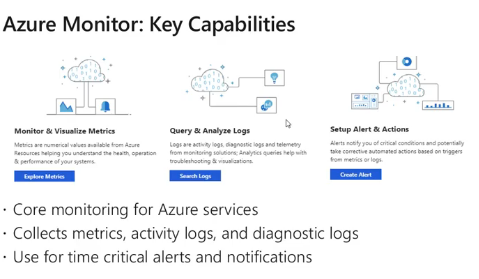 Azure Monitor: Key Capabilities
Monitor & Visualize Metrics
Metrics are numerical values available from Azure
Resources helping you understand the health, operation
& performance of your systems.
Explore Metrics
Query & Analyze Logs
Logs are activity logs, diagnostic logs and telemetry
from monitoring solutions; Analytics queries help with
troubleshooting & visualizations.
Search Logs
Setup Alert & Actions
Alerts notify you of critical conditions and potentially
take corrective automated actions based on triggers
from metrics or logs.
Create Alert
· Core monitoring for Azure services
· Collects metrics, activity logs, and diagnostic logs
· Use for time critical alerts and notifications